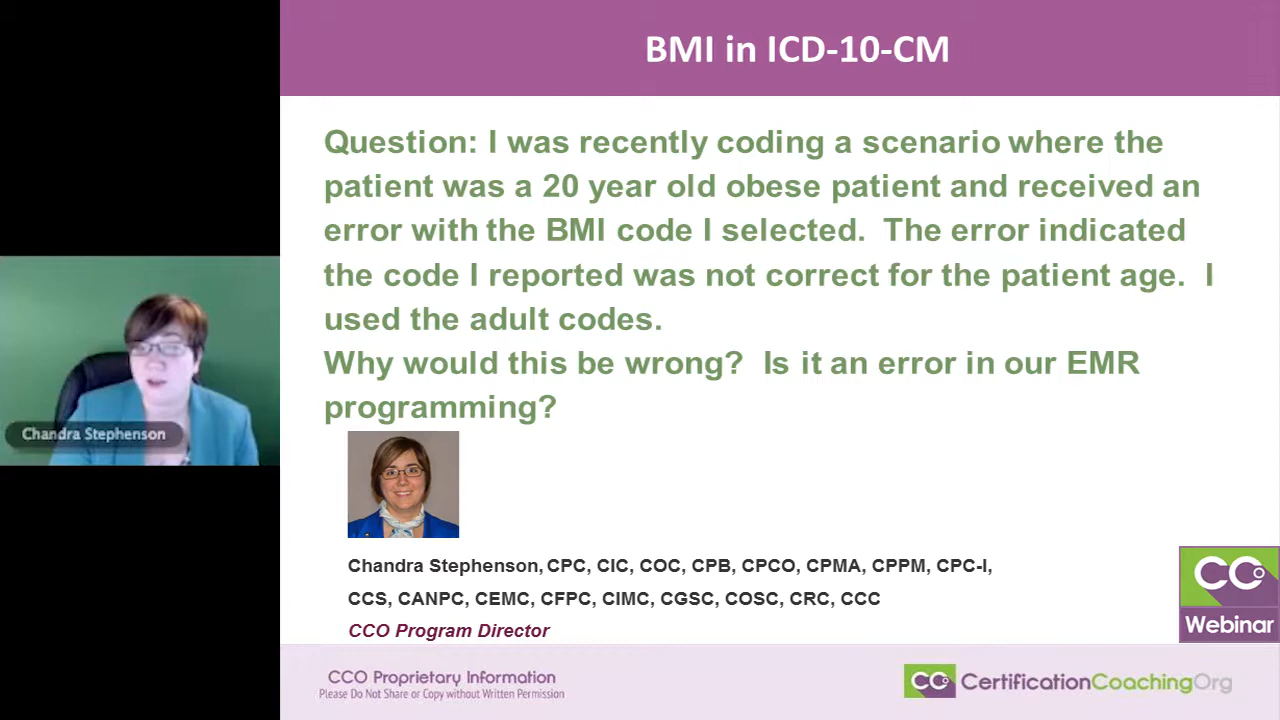 BMI in ICD-10-CM
Question: I was recently coding a scenario where the
patient was a 20 year old obese patient and received an
error with the BMI code I selected.  The error indicated
the code I reported was not correct for the patient age.  I
used the adult codes.
Why would this be wrong?  Is it an error in our EMR
programming?
Chandra Stephenson
Chandra Stephenson, CPC, CIC, COC, CPB, CPCO, CPMA, CPPM, CPC-I,
CCS, CANPC, CEMC, CFPC, CIMC, CGSC, COSC, CRC, CCC
CCO Program Director
CCO
Webinar
CCO Proprietary Information
Please Do Not Share or Copy without Written Permission
CCO CertificationCoachingOrg